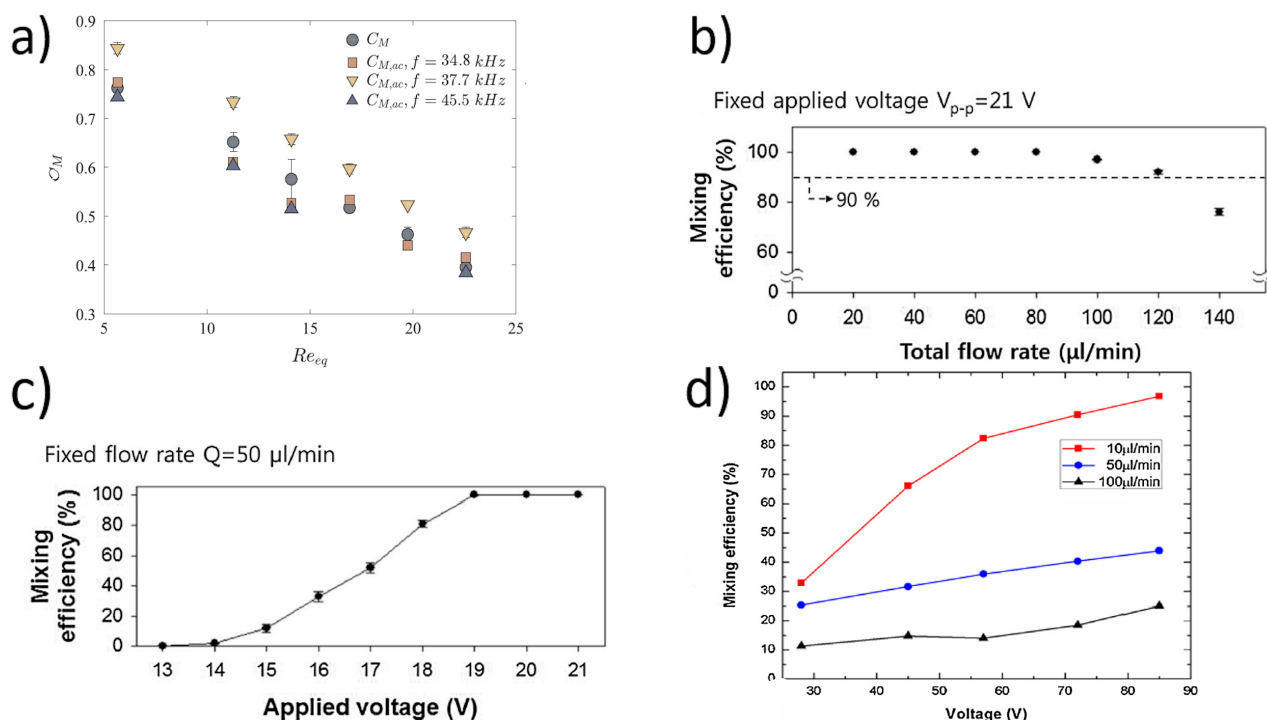 a)
0.9
0.8
0.7
0.6
0.5
0.4
0.3
5
10
15
20
25
Re_eq
C_M
C_{M,ac}, f = 34.8 kHz
C_{M,ac}, f = 37.7 kHz
C_{M,ac}, f = 45.5 kHz
b)
Fixed applied voltage V_{p-p}=21 V
Mixing
efficiency (%)
100
80
60
0
90 %
0
20
40
60
80
100
120
140
Total flow rate (µl/min)
c)
Fixed flow rate Q=50 µl/min
Mixing
efficiency (%)
100
80
60
40
20
0
13
14
15
16
17
18
19
20
21
Applied voltage (V)
d)
Mixing efficiency (%)
100
90
80
70
60
50
40
30
20
10
0
30
40
50
60
70
80
90
Voltage (V)
10µl/min
50µl/min
100µl/min